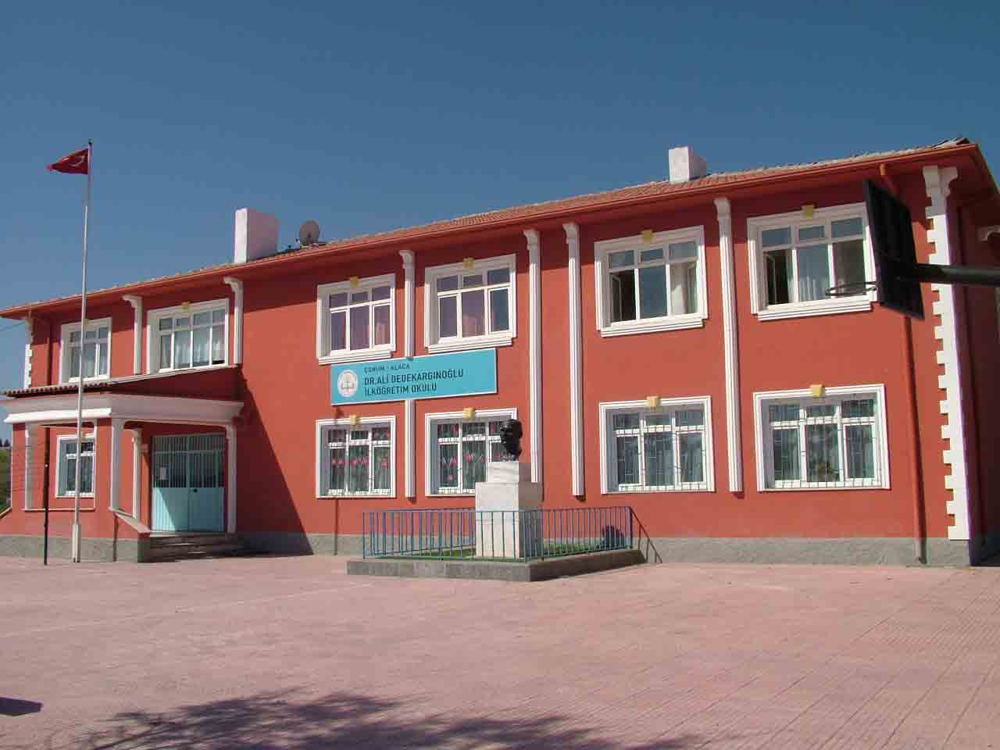 ÇORUM - ALACA
DR.ALİ DEDEKARGINOĞLU
İLKÖĞRETİM OKULU